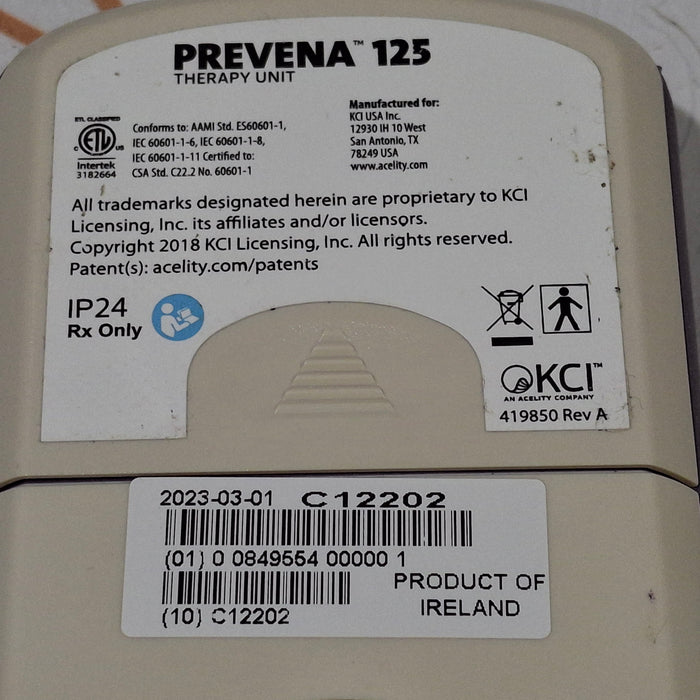 PREVENA™ 125
THERAPY UNIT
ETL CLASSIFIED
C ETL US
Intertek
3182664
Conforms to: AAMI Std. ES60601-1,
IEC 60601-1-6, IEC 60601-1-8,
IEC 60601-1-11 Certified to:
CSA Std. C22.2 No. 60601-1
Manufactured for:
KCI USA Inc.
12930 IH 10 West
San Antonio, TX
78249 USA
www.acelity.com
All trademarks designated herein are proprietary to KCI
Licensing, Inc. its affiliates and/or licensors.
Copyright 2018 KCI Licensing, Inc. All rights reserved.
Patent(s): acelity.com/patents
IP24
Rx Only
KCI™
AN ACELITY COMPANY
419850 Rev A
2023-03-01 C12202
(01) 0 0849554 00000 1
(10) C12202
PRODUCT OF
IRELAND